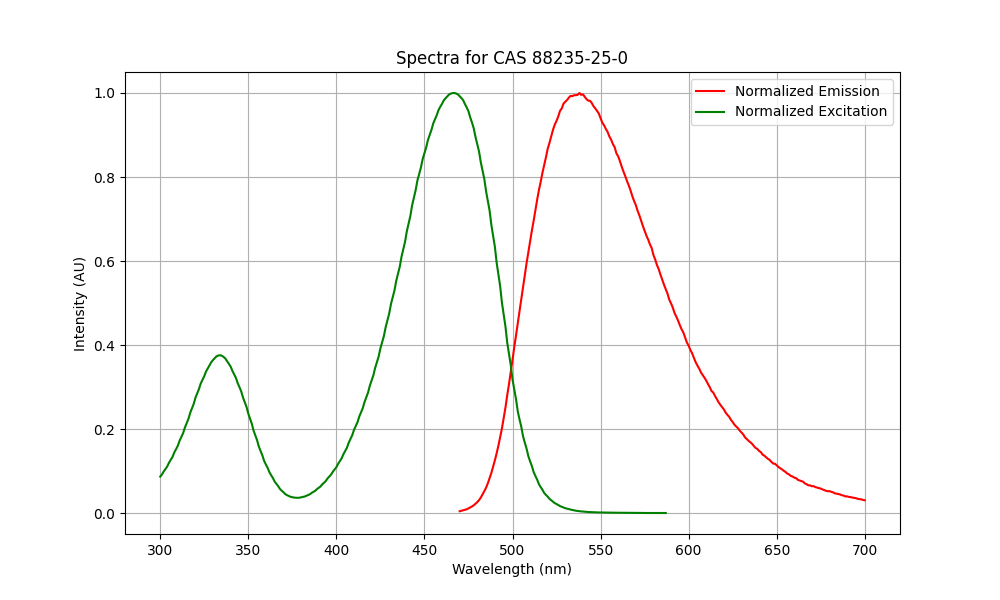 Spectra for CAS 88235-25-0
Normalized Emission
Normalized Excitation
1.0
0.8
0.6
0.4
0.2
0.0
Intensity (AU)
300 350 400 450 500 550 600 650 700
Wavelength (nm)